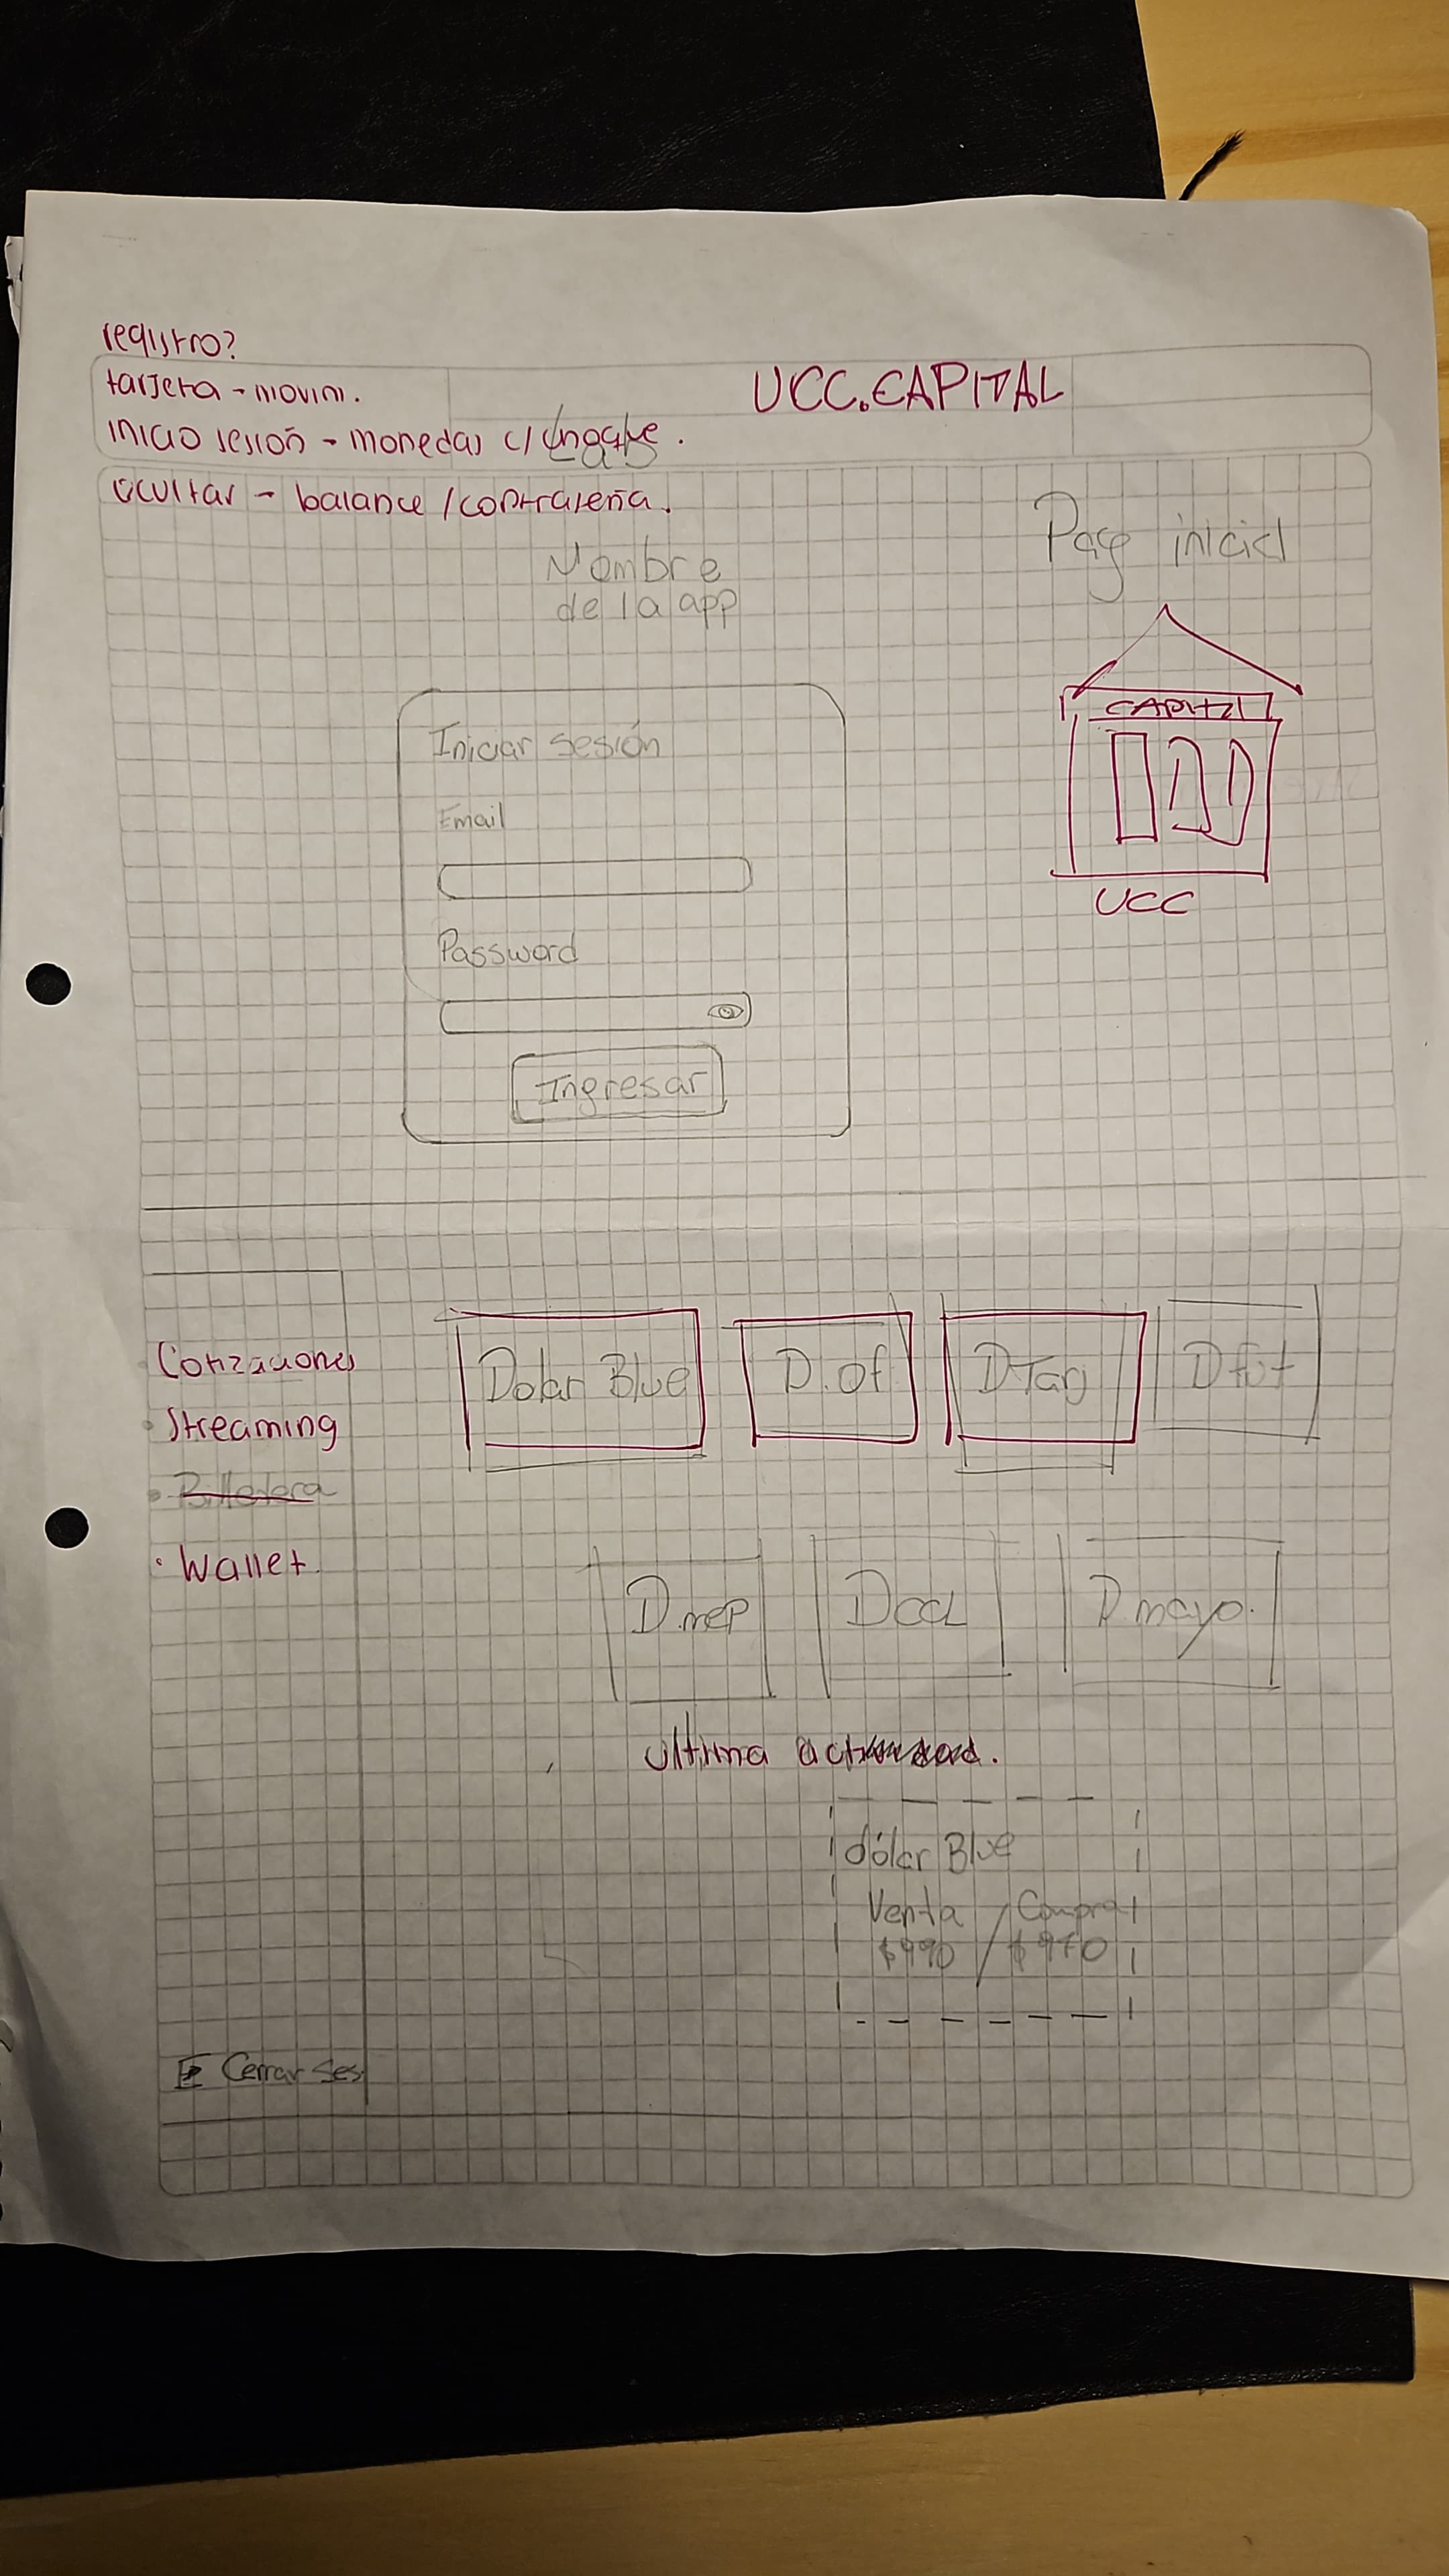 registro?
tarjeta - movim.
UCC.CAPITAL
inicio sesión - monedas c/
ocultar - balance / contraseña.
Pag inicial
Nombre
de la app
CAPITAL
UCC
Iniciar sesión
Email
Password
Ingresar
Dolar Blue
D.Of
D Tarj
D fut
Cotizaciones
• Streaming
• Billetera
• Wallet.
D.mep
D CCL
D mayo.
Ultima
dólar Blue
Venta / Compra
$990 / $970
Cerrar Ses